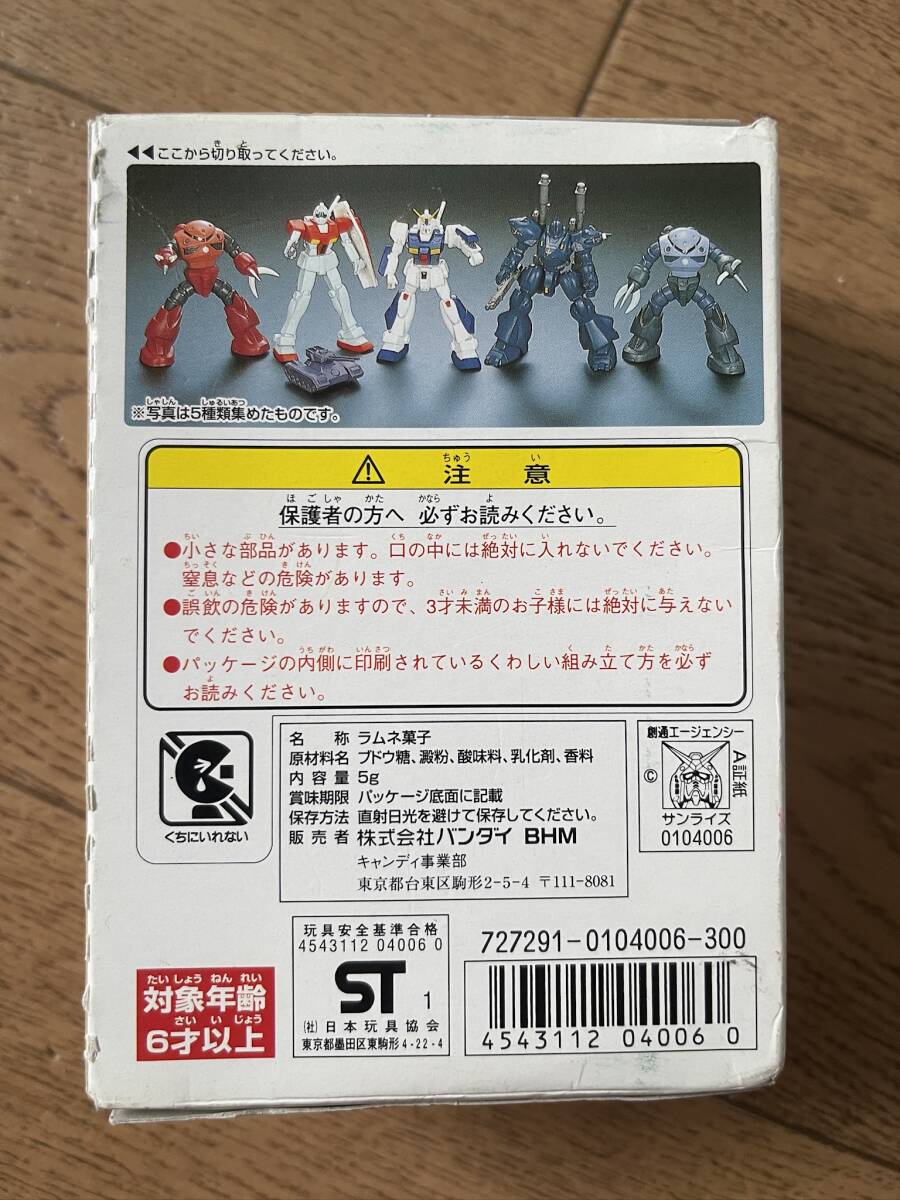 ◀◀ここから切り取ってください。
※写真は5種類集めたものです。
注意
保護者の方へ 必ずお読みください。
●小さな部品があります。口の中には絶対に入れないでください。
窒息などの危険があります。
●誤飲の危険がありますので、3才未満のお子様には絶対に与えない
でください。
●パッケージの内側に印刷されているくわしい組み立て方を必ず
お読みください。
くちにいれない
名称 ラムネ菓子
原材料名 ブドウ糖、澱粉、酸味料、乳化剤、香料
内容量 5g
賞味期限 パッケージ底面に記載
保存方法 直射日光を避けて保存してください。
販売者 株式会社バンダイ BHM
キャンディ事業部
東京都台東区駒形2-5-4 〒111-8081
創通エージェンシー
© A証紙
サンライズ
0104006
対象年齢
6才以上
玩具安全基準合格
4543112 04006 0
ST 1
(社)日本玩具協会
東京都墨田区東駒形4-22-4
727291-0104006-300
4543112 040060